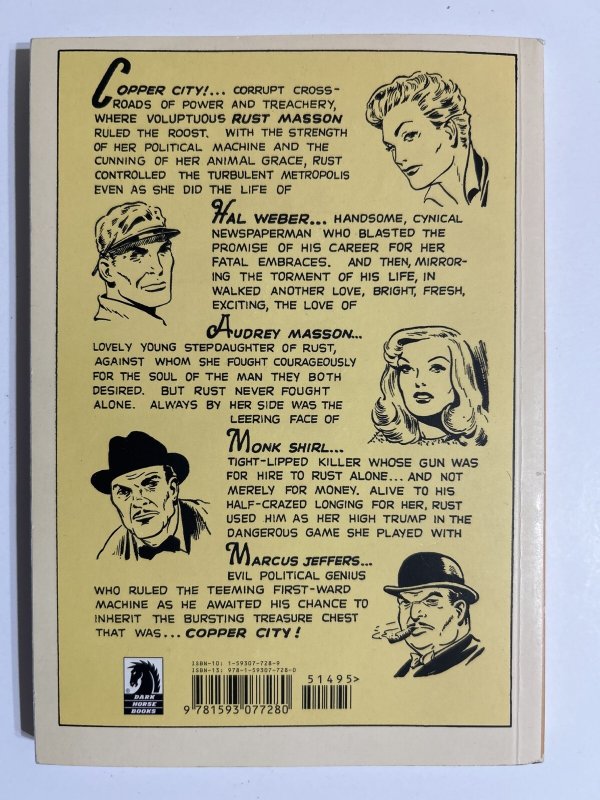 COPPER CITY!... CORRUPT CROSS-
ROADS OF POWER AND TREACHERY,
WHERE VOLUPTUOUS RUST MASSON
RULED THE ROOST. WITH THE STRENGTH
OF HER POLITICAL MACHINE AND THE
CUNNING OF HER ANIMAL GRACE, RUST
CONTROLLED THE TURBULENT METROPOLIS
EVEN AS SHE DID THE LIFE OF
HAL WEBER... HANDSOME, CYNICAL
NEWSPAPERMAN WHO BLASTED THE
PROMISE OF HIS CAREER FOR HER
FATAL EMBRACES. AND THEN, MIRROR-
ING THE TORMENT OF HIS LIFE, IN
WALKED ANOTHER LOVE, BRIGHT, FRESH,
EXCITING, THE LOVE OF
AUDREY MASSON...
LOVELY YOUNG STEPDAUGHTER OF RUST,
AGAINST WHOM SHE FOUGHT COURAGEOUSLY
FOR THE SOUL OF THE MAN THEY BOTH
DESIRED. BUT RUST NEVER FOUGHT
ALONE. ALWAYS BY HER SIDE WAS THE
LEERING FACE OF
MONK SHIRL...
TIGHT-LIPPED KILLER WHOSE GUN WAS
FOR HIRE TO RUST ALONE... AND NOT
MERELY FOR MONEY. ALIVE TO HIS
HALF-CRAZED LONGING FOR HER, RUST
USED HIM AS HER HIGH TRUMP IN THE
DANGEROUS GAME SHE PLAYED WITH
MARCUS JEFFERS...
EVIL POLITICAL GENIUS
WHO RULED THE TEEMING FIRST-WARD
MACHINE AS HE AWAITED HIS CHANCE TO
INHERIT THE BURSTING TREASURE CHEST
THAT WAS... COPPER CITY!
ISBN-10: 1-59307-728-9
ISBN-13: 978-1-59307-728-0
51495>
9 781593 077280
DARK
HORSE
BOOKS